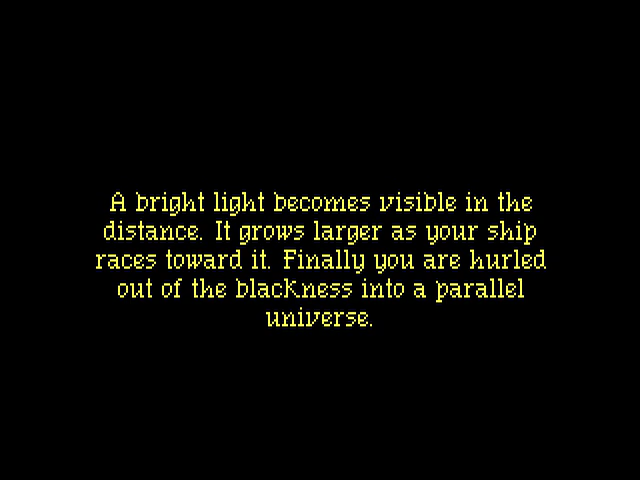 A bright light becomes visible in the
distance. It grows larger as your ship
races toward it. Finally you are hurled
out of the blackness into a parallel
universe.